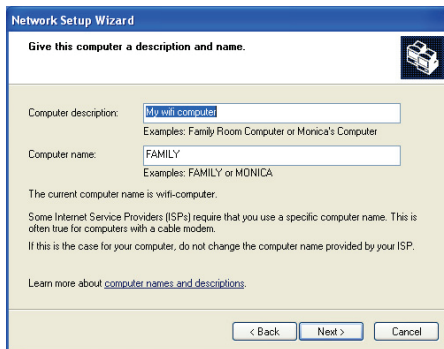 Network Setup Wizard
Give this computer a description and name.
Computer description:
My wifi computer
Examples: Family Room Computer or Monica's Computer
Computer name:
FAMILY
Examples: FAMILY or MONICA
The current computer name is wifi-computer.
Some Internet Service Providers (ISPs) require that you use a specific computer name. This is
often true for computers with a cable modem.
If this is the case for your computer, do not change the computer name provided by your ISP.
Learn more about computer names and descriptions.
< Back
Next >
Cancel